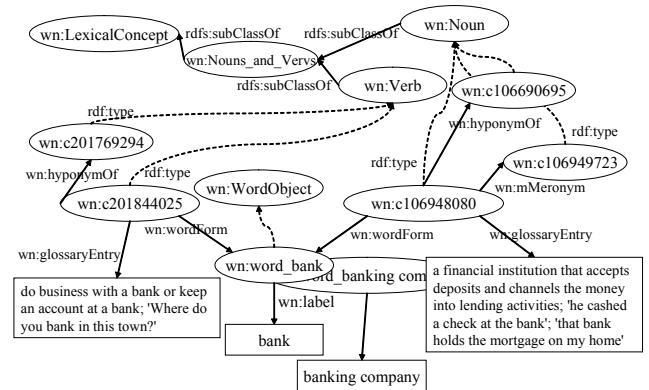 wn:Noun
wn:LexicalConcept
rdfs:subClassOf
rdfs:subClassOf
wn:Nouns_and_Vervs
rdfs:subClassOf
wn:Verb
wn:c106690695
rdf:type
wn:hyponymOf
rdf:type
wn:c201769294
rdf:type
rdf:type
wn:c106949723
wn:hyponymOf
wn:WordObject
wn:mMeronym
wn:c201844025
wn:c106948080
wn:wordForm
wn:wordForm
wn:glossaryEntry
wn:glossaryEntry
wn:word_bank
word_banking com
a financial institution that accepts
deposits and channels the money
into lending activities; 'he cashed
a check at the bank'; 'that bank
holds the mortgage on my home'
do business with a bank or keep
an account at a bank; 'Where do
you bank in this town?'
wn:label
bank
banking company